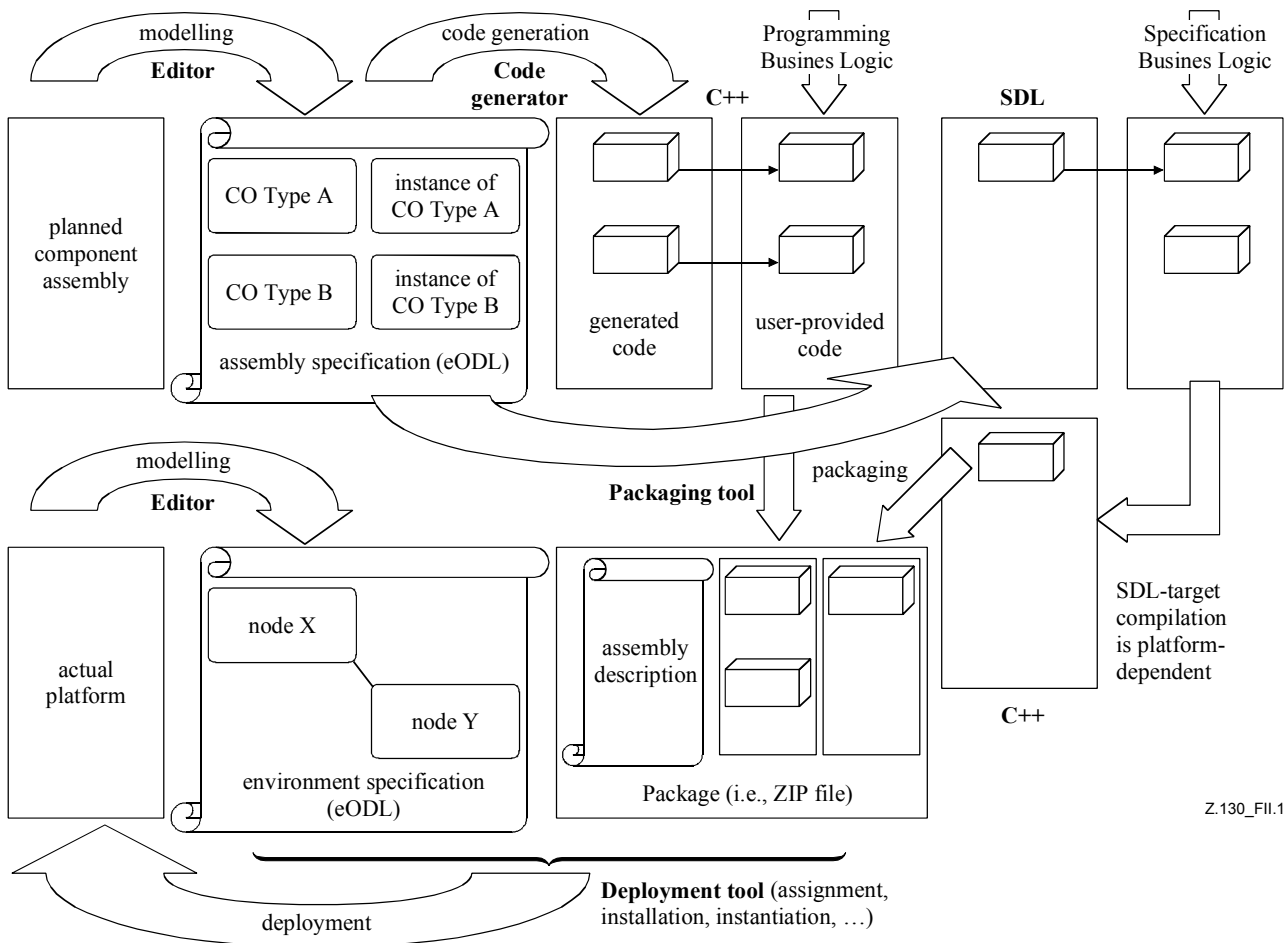 modelling
Editor
code generation
Code
generator
Programming
Busines Logic
Specification
Busines Logic
C++
SDL
planned
component
assembly
CO Type A
instance of
CO Type A
CO Type B
instance of
CO Type B
assembly specification (eODL)
generated
code
user-provided
code
modelling
Editor
Packaging tool
packaging
actual
platform
node X
node Y
environment specification
(eODL)
assembly
description
Package (i.e., ZIP file)
SDL-target
compilation
is platform-
dependent
C++
Z.130_FII.1
deployment
Deployment tool (assignment,
installation, instantiation, …)